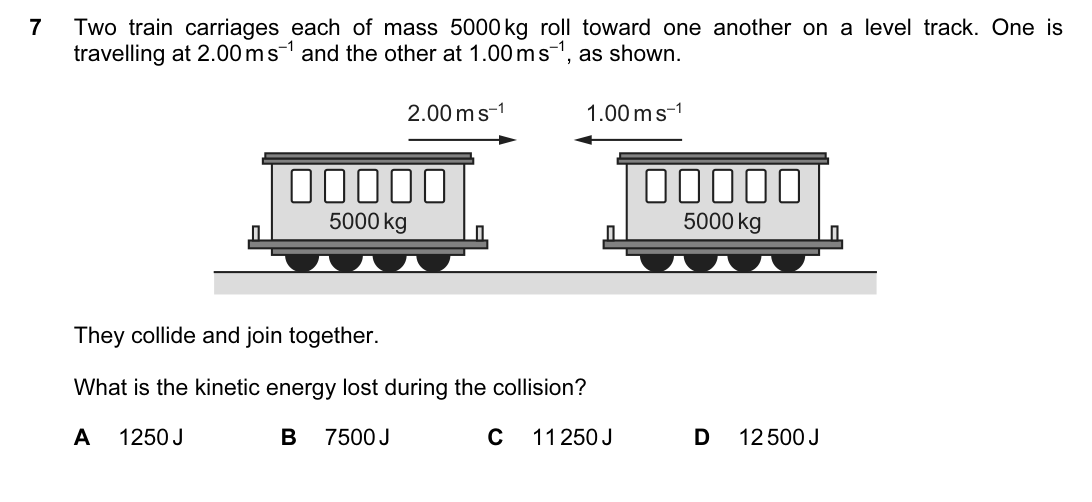 7 Two train carriages each of mass 5000 kg roll toward one another on a level track. One is
travelling at 2.00 m s⁻¹ and the other at 1.00 m s⁻¹, as shown.
2.00 m s⁻¹ 1.00 m s⁻¹
5000 kg 5000 kg
They collide and join together.
What is the kinetic energy lost during the collision?
A 1250 J B 7500 J C 11 250 J D 12 500 J